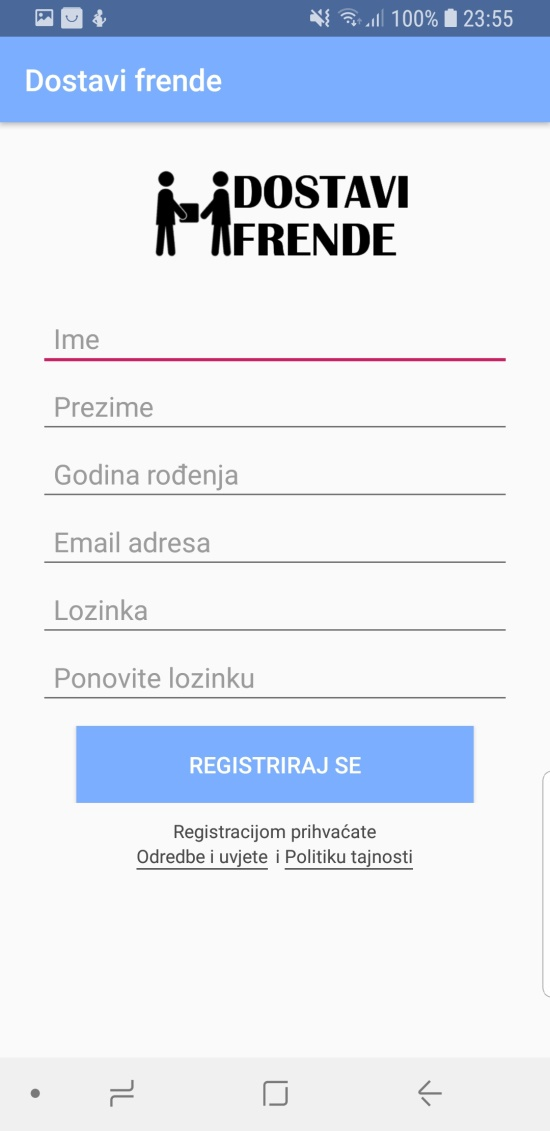 100% 23:55
Dostavi frende
DOSTAVI
FRENDE
Ime
Prezime
Godina rođenja
Email adresa
Lozinka
Ponovite lozinku
REGISTRIRAJ SE
Registracijom prihvaćate
Odredbe i uvjete i Politiku tajnosti